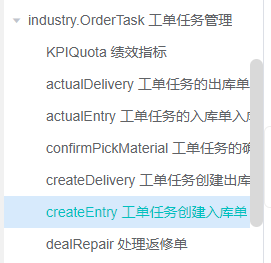 industry.OrderTask 工单任务管理
KPIQuota 绩效指标
actualDelivery 工单任务的出库单
actualEntry 工单任务的入库单入库
confirmPickMaterial 工单任务的确
createDelivery 工单任务创建出库
createEntry 工单任务创建入库单
dealRepair 处理返修单